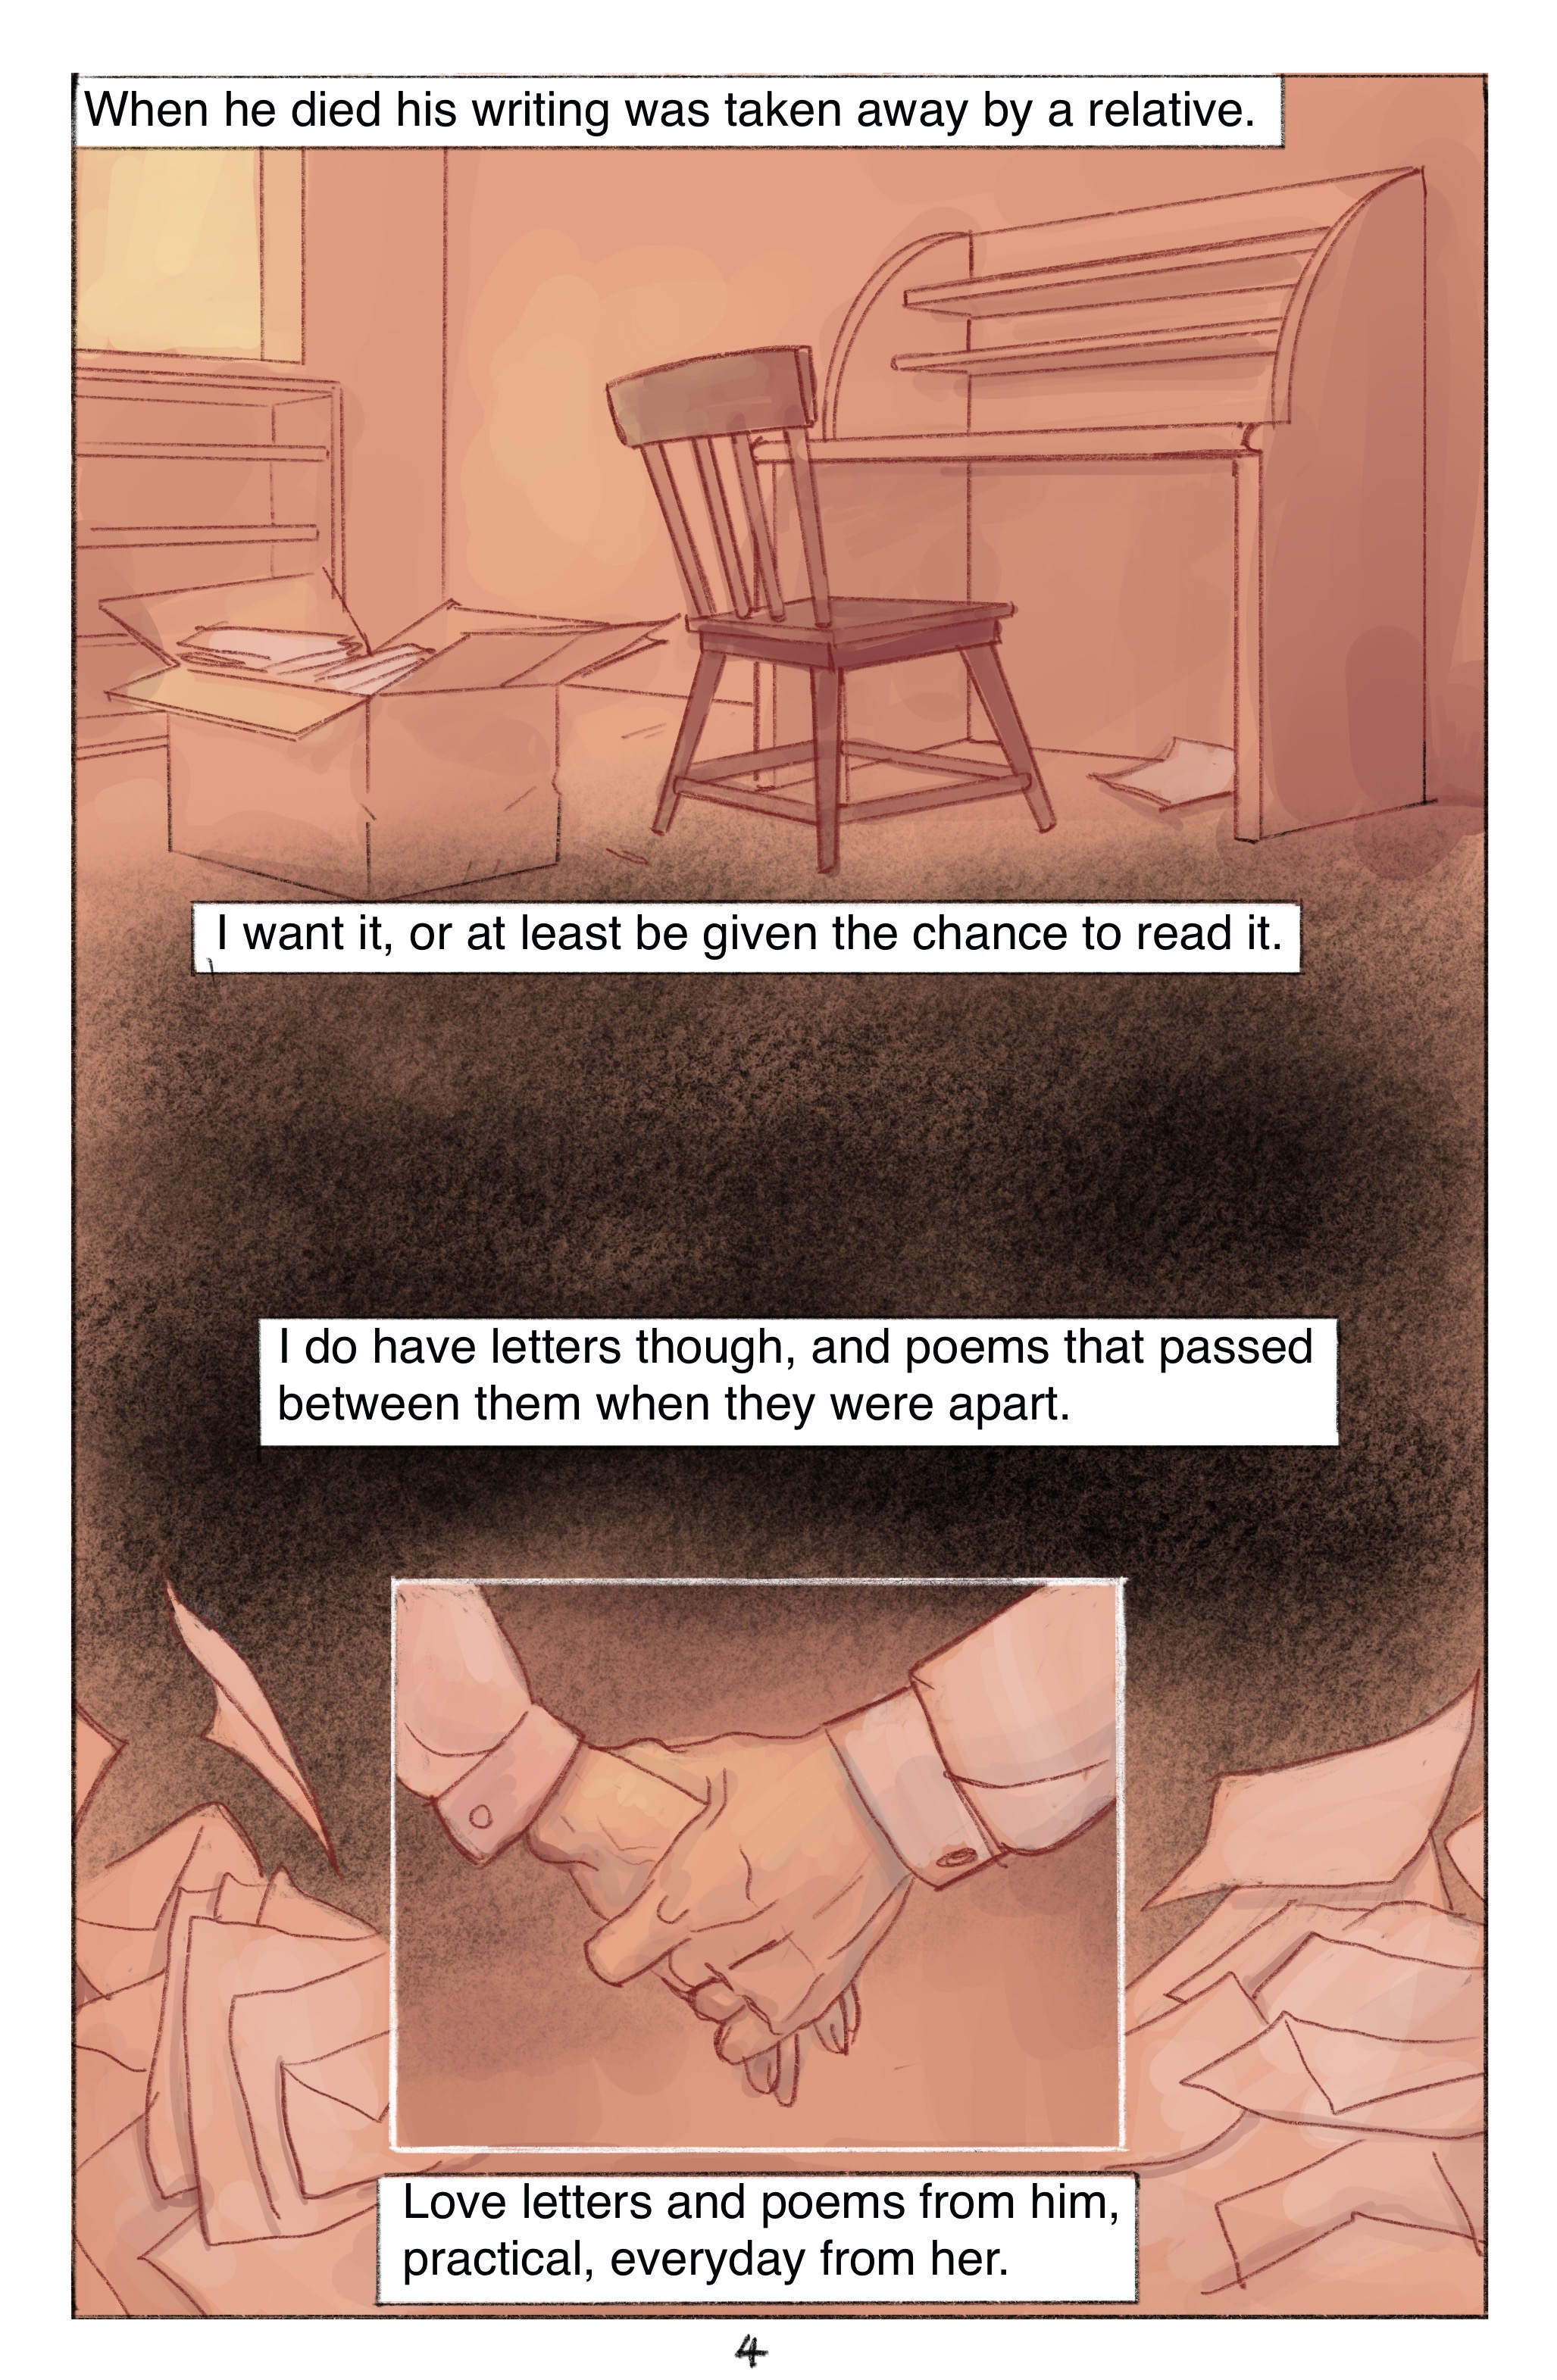 When he died his writing was taken away by a relative.
I want it, or at least be given the chance to read it.
I do have letters though, and poems that passed
between them when they were apart.
Love letters and poems from him,
practical, everyday from her.
4